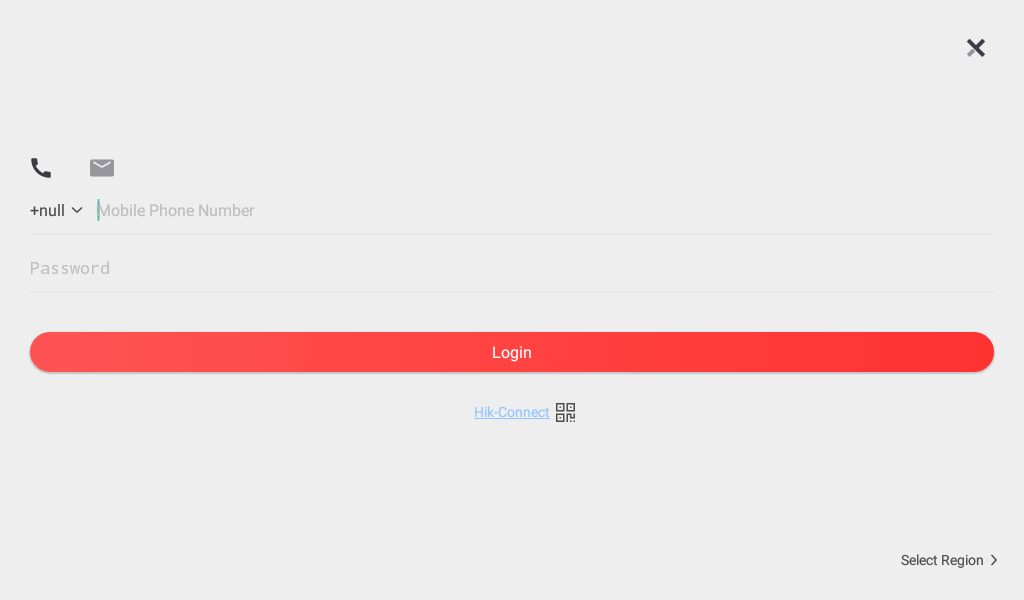 +null Mobile Phone Number
Password
Login
Hik-Connect
Select Region